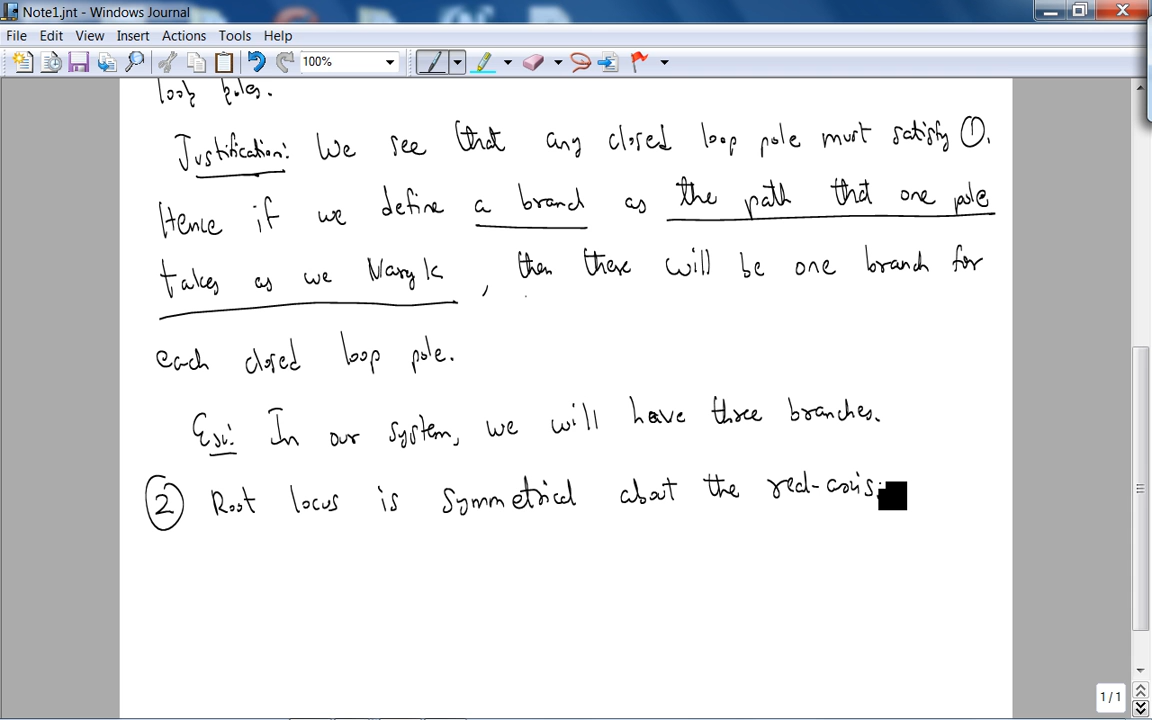 Note1.jnt - Windows Journal
File Edit View Insert Actions Tools Help
100%
loop poles.
Justification: We see that any closed loop pole must satisfy ①.
Hence if we define a branch as the path that one pole
takes as we vary K, then there will be one branch for
each closed loop pole.
Ex: In our system, we will have three branches.
② Root locus is symmetrical about the real-axis.
1 / 1